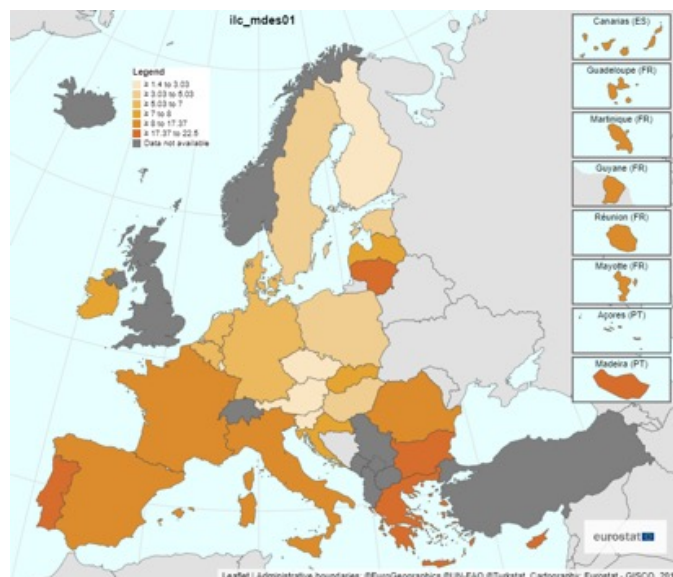 ilc_mdes01
Legend
≥ 1.4 to 3.03
≥ 3.03 to 5.03
≥ 5.03 to 7
≥ 7 to 8
≥ 8 to 17.37
≥ 17.37 to 22.5
Data not available
Canarias (ES)
Guadeloupe (FR)
Martinique (FR)
Guyane (FR)
Réunion (FR)
Mayotte (FR)
Açores (PT)
Madeira (PT)
eurostat
Leaflet | Administrative boundaries: ©EuroGeographics ©UN-FAO ©Turkstat, Cartography: Eurostat - GISCO, 201